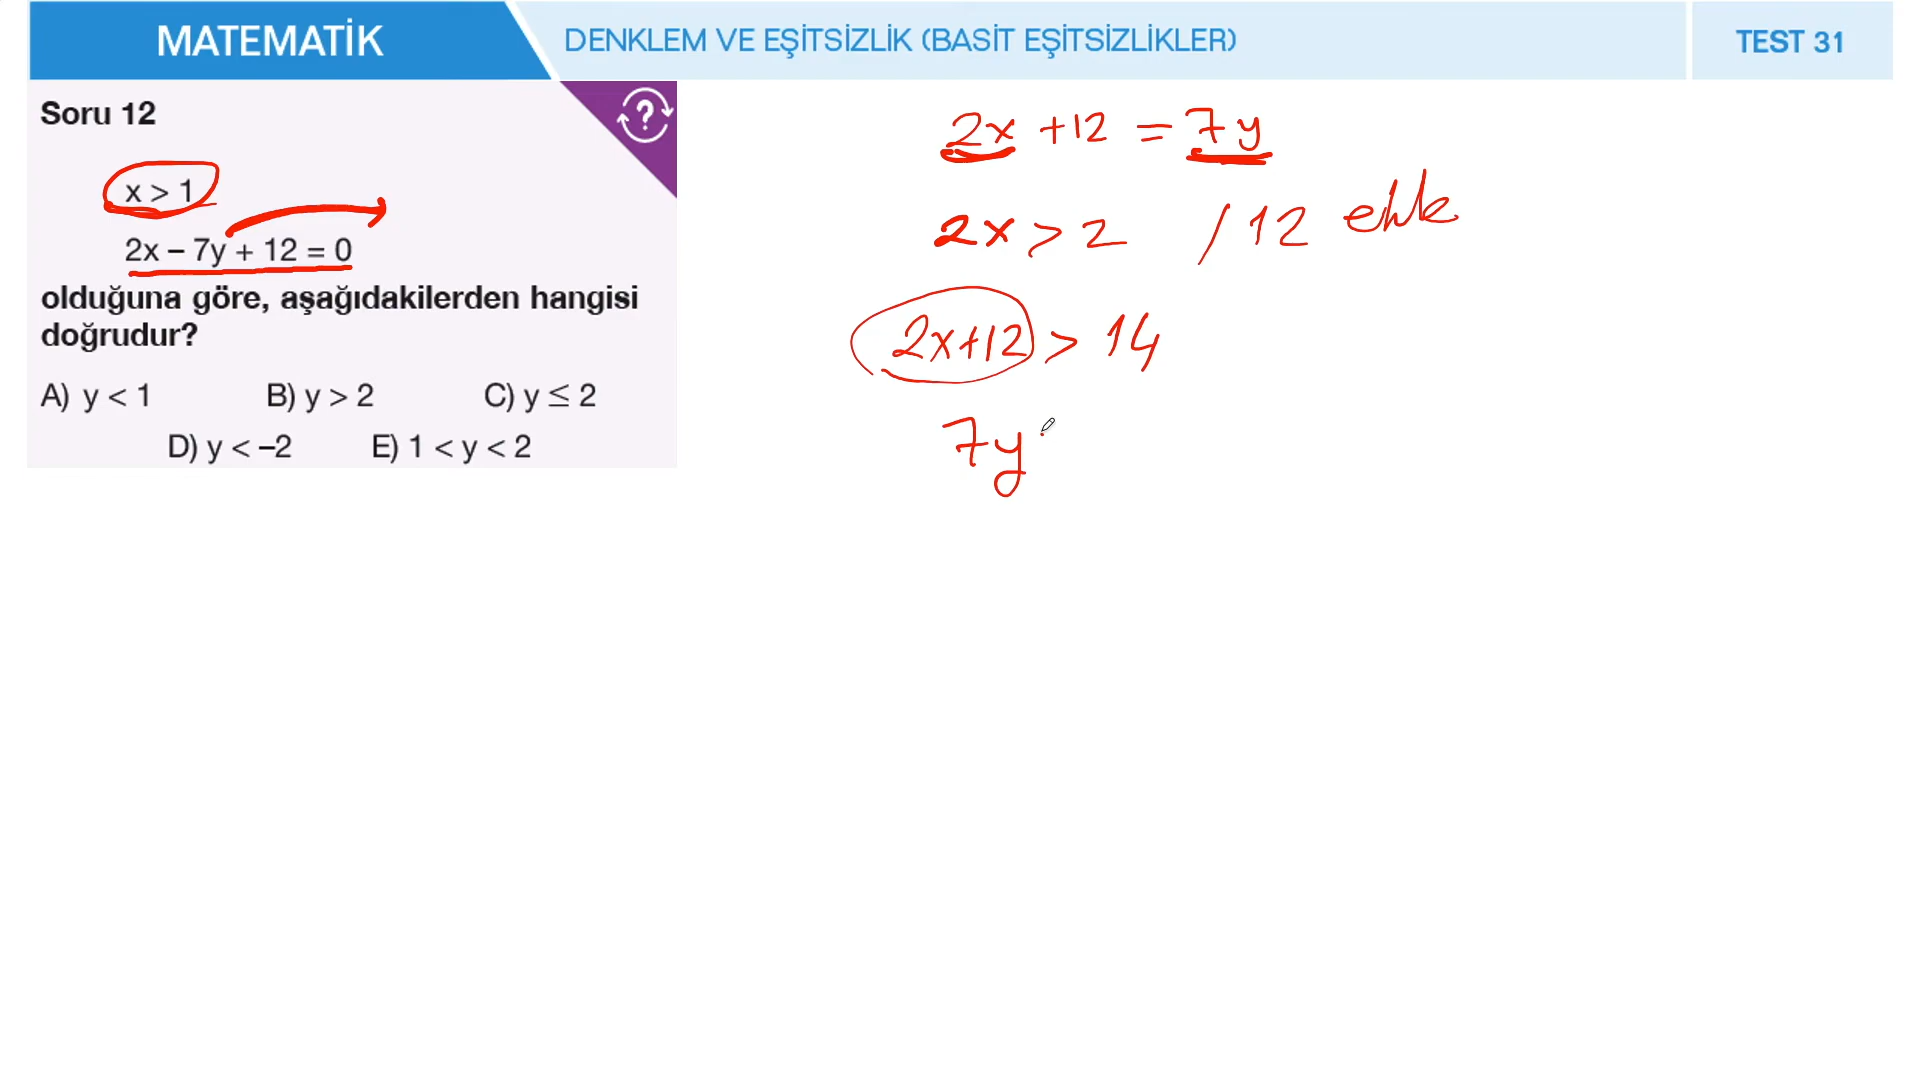 MATEMATİK
DENKLEM VE EŞİTSİZLİK (BASİT EŞİTSİZLİKLER)
TEST 31
Soru 12
x > 1
2x – 7y + 12 = 0
olduğuna göre, aşağıdakilerden hangisi
doğrudur?
A) y < 1 B) y > 2 C) y ≤ 2
D) y < –2 E) 1 < y < 2
2x +12 = 7y
2x > 2 / 12 ekle
2x+12 > 14
7y